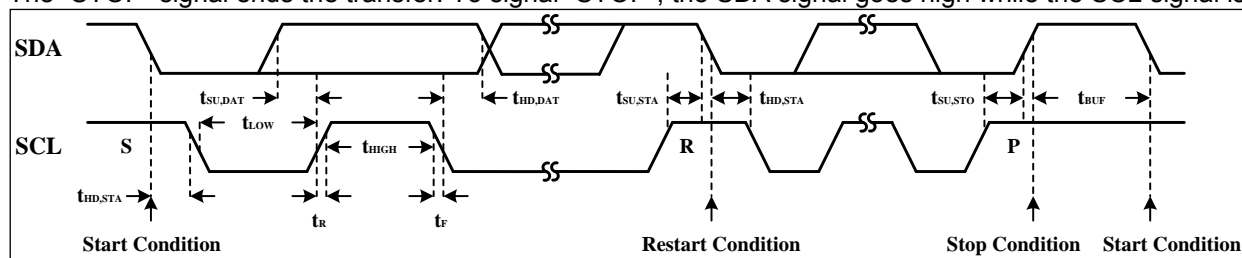 The "STOP" signal ends the transfer. To signal "STOP", the SDA signal goes high while the SCL signal is
SDA
tSU,DAT
tHD,DAT
tSU,STA
tHD,STA
tSU,STO
tBUF
tLOW
SCL
S
tHIGH
R
P
tHD,STA
tR
tF
Start Condition
Restart Condition
Stop Condition
Start Condition